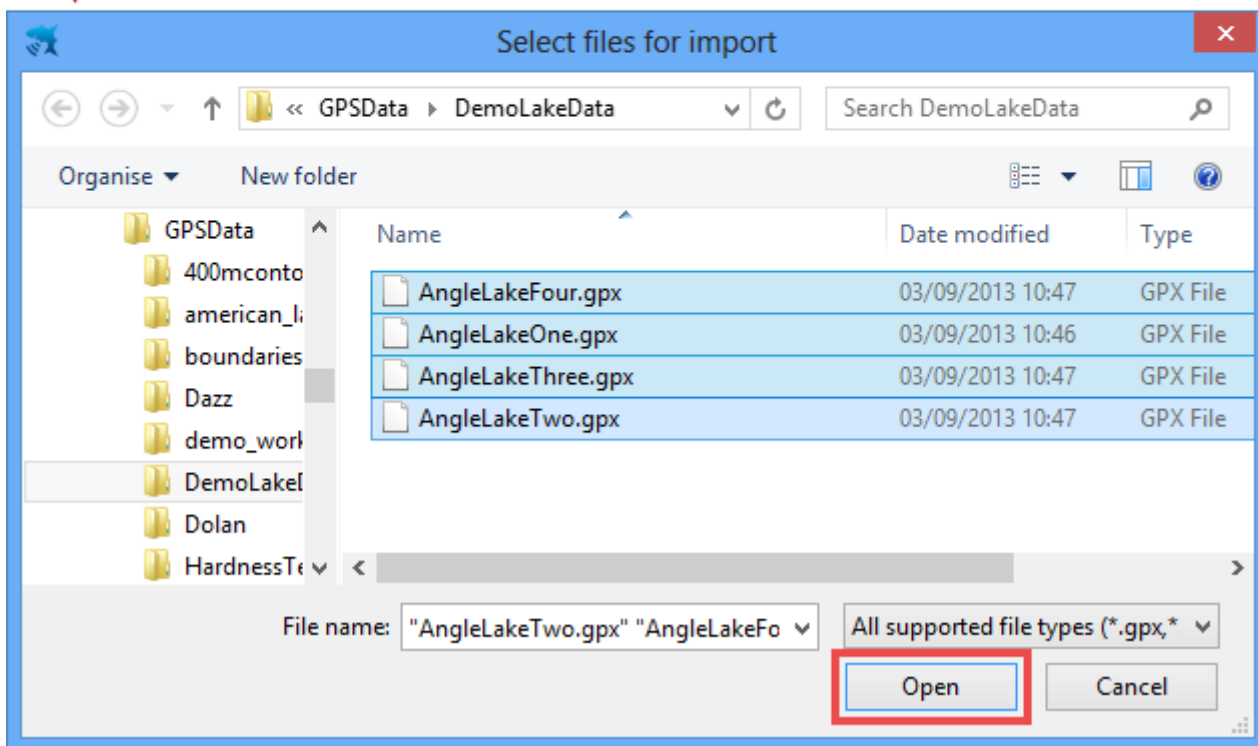 Select files for import
« GPSData DemoLakeData
Search DemoLakeData
Organise New folder
GPSData
400mconto
american_la
boundaries
Dazz
demo_work
DemoLakeD
Dolan
HardnessTe
Name Date modified Type
AngleLakeFour.gpx 03/09/2013 10:47 GPX File
AngleLakeOne.gpx 03/09/2013 10:46 GPX File
AngleLakeThree.gpx 03/09/2013 10:47 GPX File
AngleLakeTwo.gpx 03/09/2013 10:47 GPX File
File name: "AngleLakeTwo.gpx" "AngleLakeFo All supported file types (*.gpx,*
Open Cancel